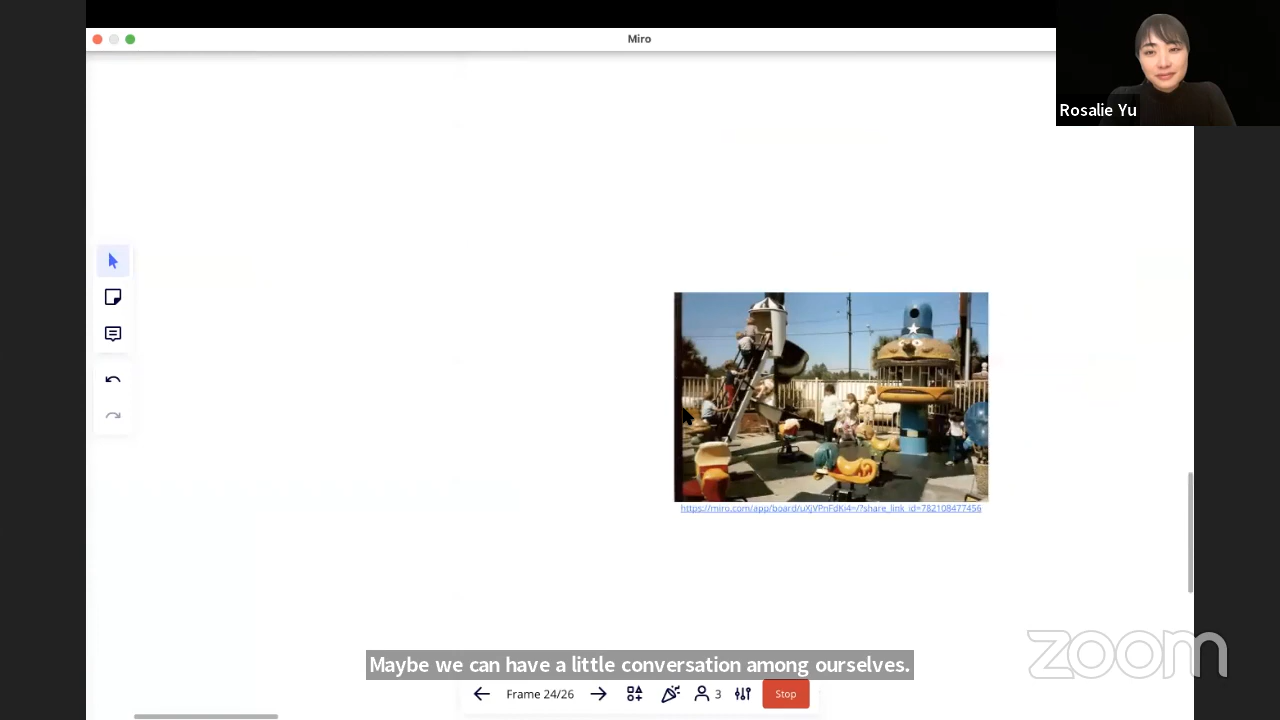 Miro
Rosalie Yu
https://miro.com/app/board/uXjVPnFdKi4=/?share_link_id=782108477456
Maybe we can have a little conversation among ourselves.
Frame 24/26
3
Stop
zoom